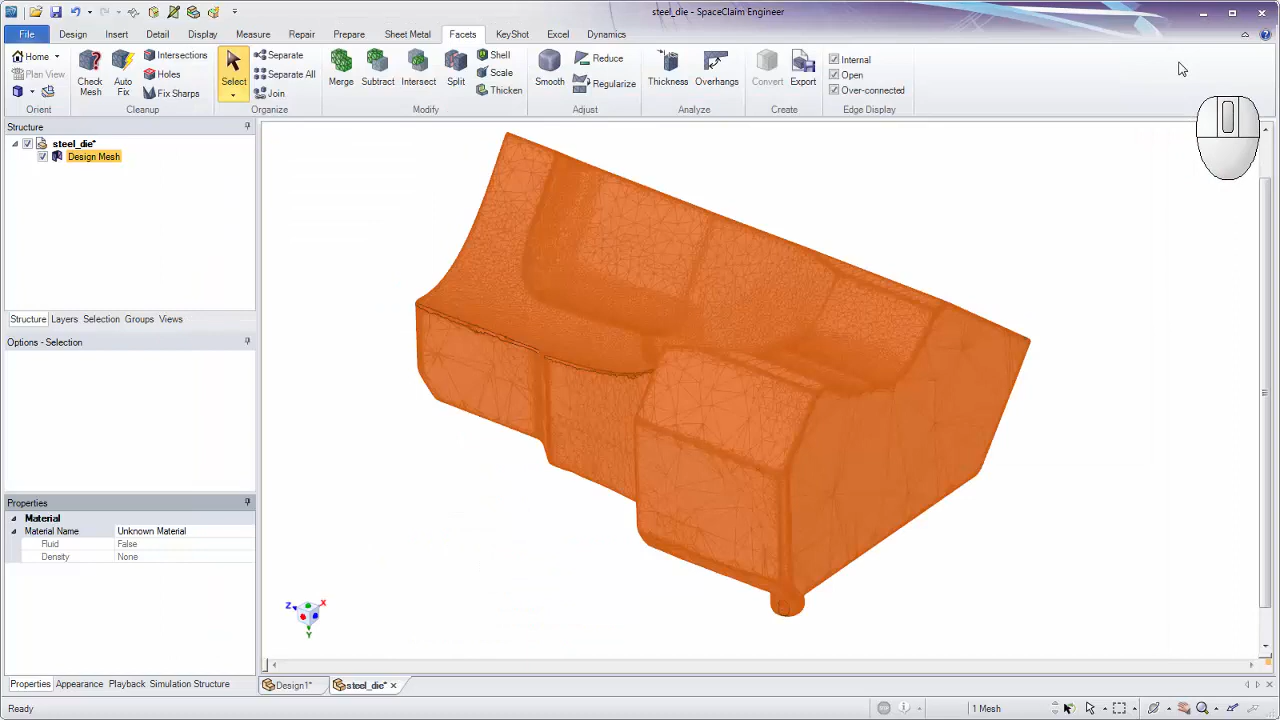 steel_die* - SpaceClaim Engineer
File Design Insert Detail Display Measure Repair Prepare Sheet Metal Facets KeyShot Excel Dynamics
Home
Plan View
Orient
Check Mesh
Auto Fix
Intersections
Holes
Fix Sharps
Cleanup
Select
Separate
Separate All
Join
Organize
Merge
Subtract
Intersect
Split
Shell
Scale
Thicken
Modify
Smooth
Reduce
Regularize
Adjust
Thickness
Overhangs
Analyze
Convert
Export
Create
Internal
Open
Over-connected
Edge Display
Structure
steel_die*
Design Mesh
Structure Layers Selection Groups Views
Options - Selection
Properties
Material
Material Name Unknown Material
Fluid False
Density None
Z X
Y
Properties Appearance Playback Simulation Structure
Design1* steel_die*
Ready
1 Mesh